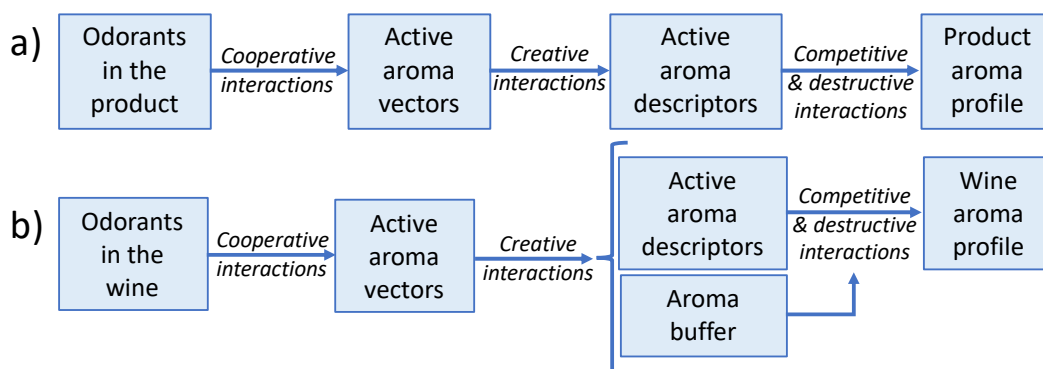 a)
Odorants
in the
product
Cooperative
interactions
Active
aroma
vectors
Creative
interactions
Active
aroma
descriptors
Competitive
& destructive
interactions
Product
aroma
profile
b)
Odorants
in the
wine
Cooperative
interactions
Active
aroma
vectors
Creative
interactions
Active
aroma
descriptors
Aroma
buffer
Competitive
& destructive
interactions
Wine
aroma
profile